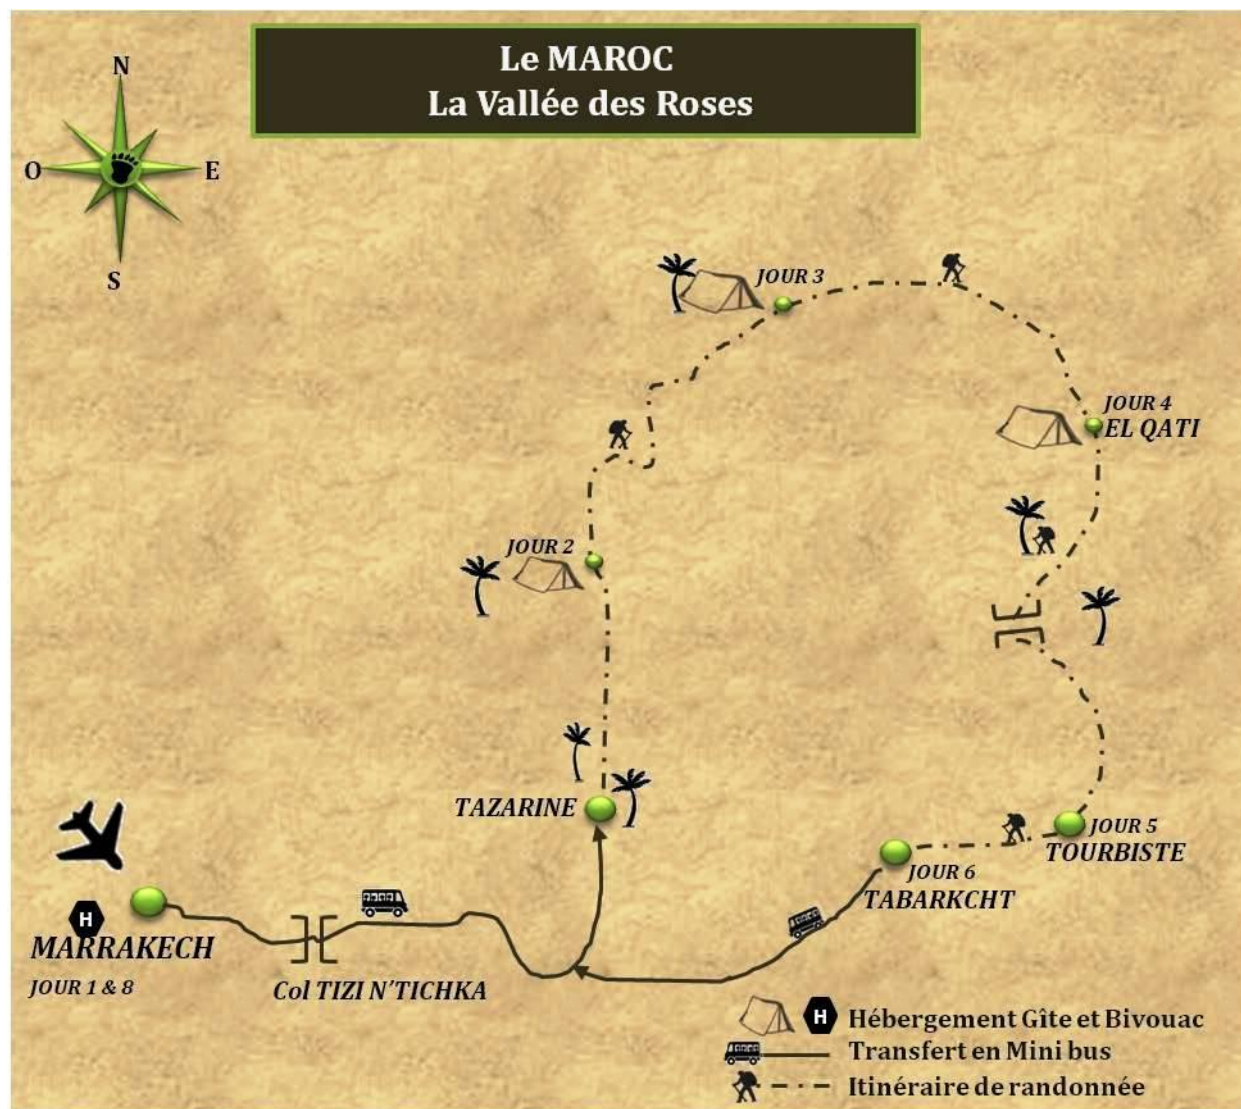 Le MAROC
La Vallée des Roses
N
O
E
S
JOUR 3
JOUR 4
EL QATI
JOUR 2
TAZARINE
JOUR 5
TOURBISTE
JOUR 6
TABARKCHT
H
MARRAKECH
JOUR 1 & 8
Col TIZI N'TICHKA
H Hébergement Gîte et Bivouac
Transfert en Mini bus
Itinéraire de randonnée